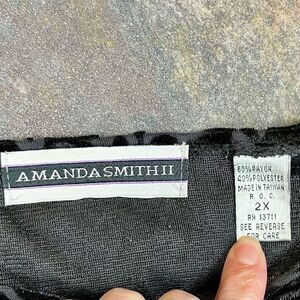 AMANDASMITHII
60%RAYON
40%POLYESTER
MADE IN TAIWAN
R. O. C.
2X
RN 13711
SEE REVERSE
FOR CARE